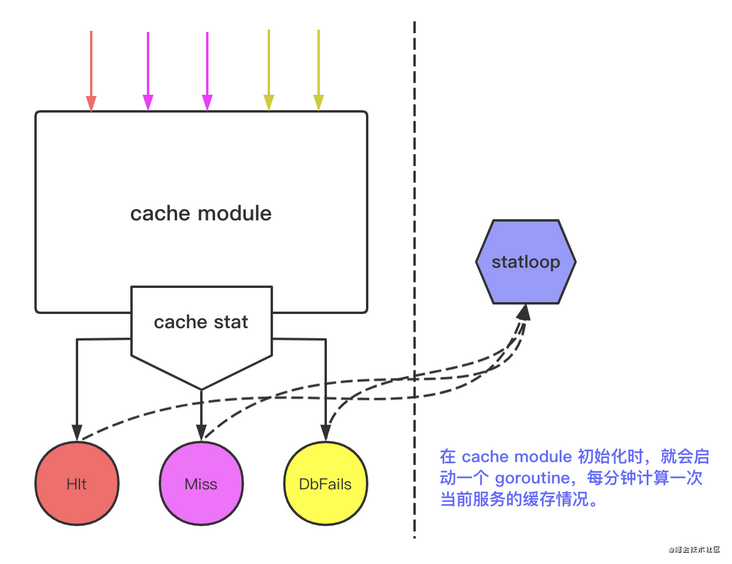 cache module
statloop
cache stat
在 cache module 初始化时，就会启
动一个 goroutine，每分钟计算一次
当前服务的缓存情况。
HIt
Miss
DbFails
@掘金技术社区